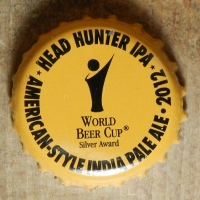 ★ HEAD HUNTER IPA ★ 2012 ★
AMERICAN-STYLE INDIA PALE ALE
WORLD
BEER CUP®
Silver Award